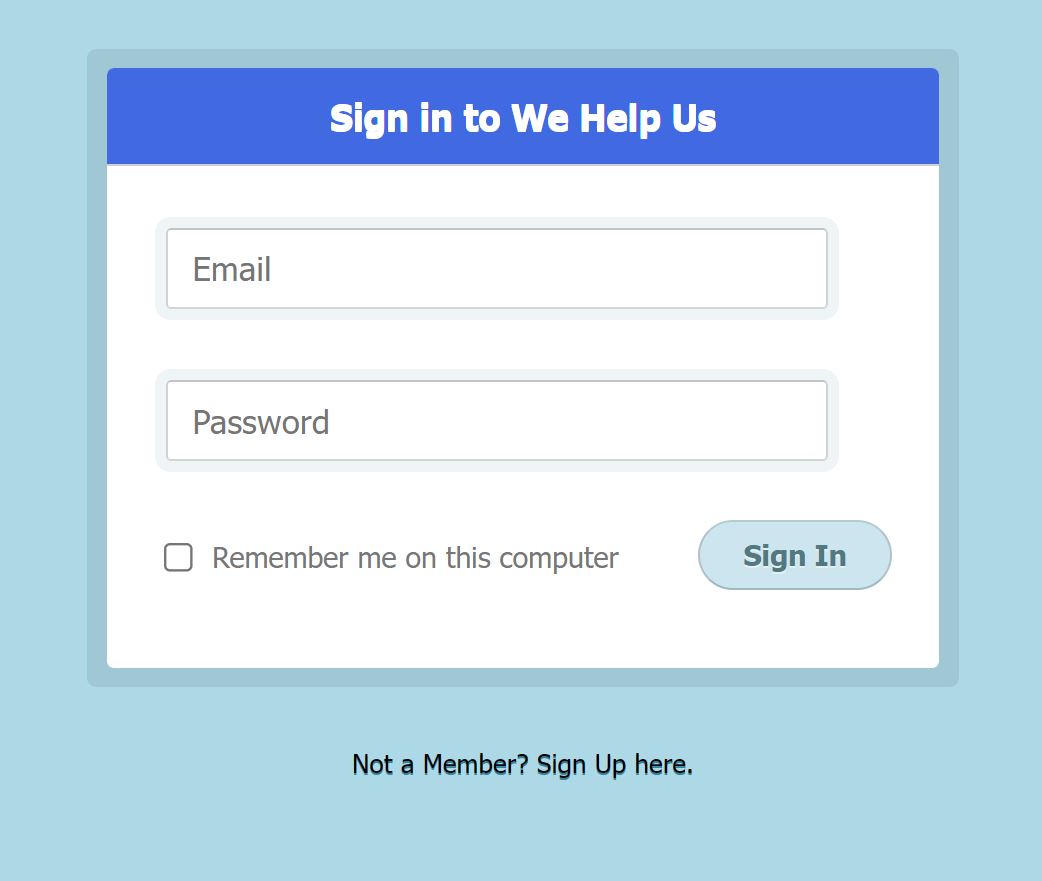 Sign in to We Help Us
Email
Password
Remember me on this computer
Sign In
Not a Member? Sign Up here.